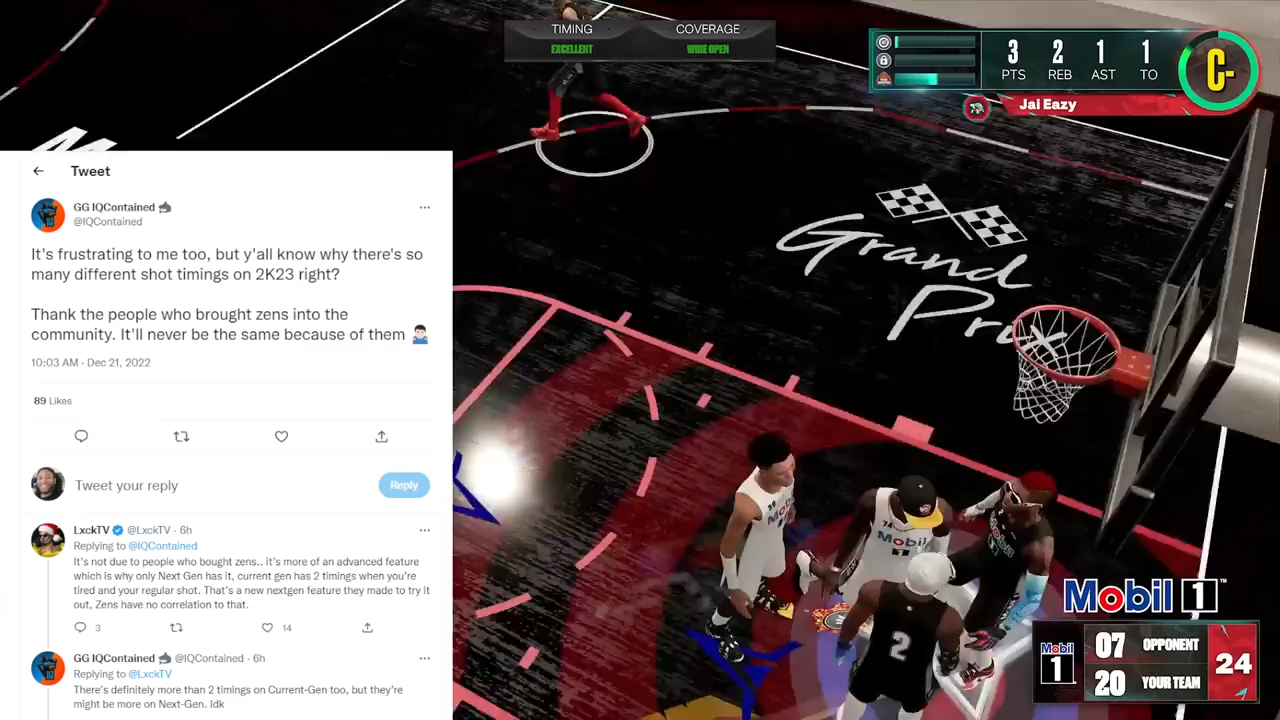 TIMING
EXCELLENT
COVERAGE
WIDE OPEN
3 PTS
2 REB
1 AST
1 TO
C-
Jai Eazy
Tweet
GG IQContained
@IQContained
It's frustrating to me too, but y'all know why there's so
many different shot timings on 2K23 right?
Thank the people who brought zens into the
community. It'll never be the same because of them
10:03 AM · Dec 21, 2022
89 Likes
Tweet your reply
Reply
LxckTV @LxckTV · 6h
Replying to @IQContained
It's not due to people who bought zens.. it's more of an advanced feature
which is why only Next Gen has it, current gen has 2 timings when you're
tired and your regular shot. That's a new nextgen feature they made to try it
out, Zens have no correlation to that.
3
14
GG IQContained @IQContained · 6h
Replying to @LxckTV
There's definitely more than 2 timings on Current-Gen too, but they're
might be more on Next-Gen. Idk
Grand
Prix
Mobil
2
Mobil 1™
Mobil
1
07 OPPONENT
20 YOUR TEAM
24